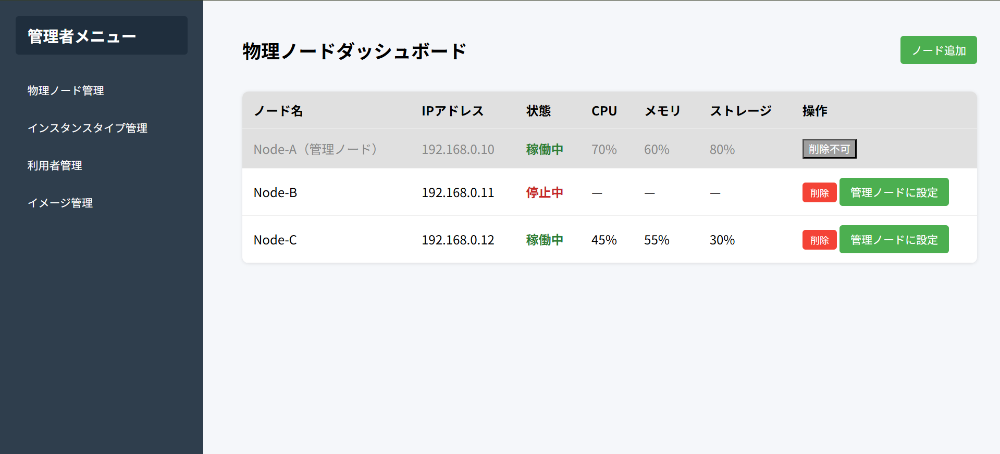 管理者メニュー
物理ノード管理
インスタンスタイプ管理
利用者管理
イメージ管理
物理ノードダッシュボード
ノード追加
ノード名 IPアドレス 状態 CPU メモリ ストレージ 操作
Node-A（管理ノード） 192.168.0.10 稼働中 70% 60% 80% 削除不可
Node-B 192.168.0.11 停止中 — — — 削除 管理ノードに設定
Node-C 192.168.0.12 稼働中 45% 55% 30% 削除 管理ノードに設定